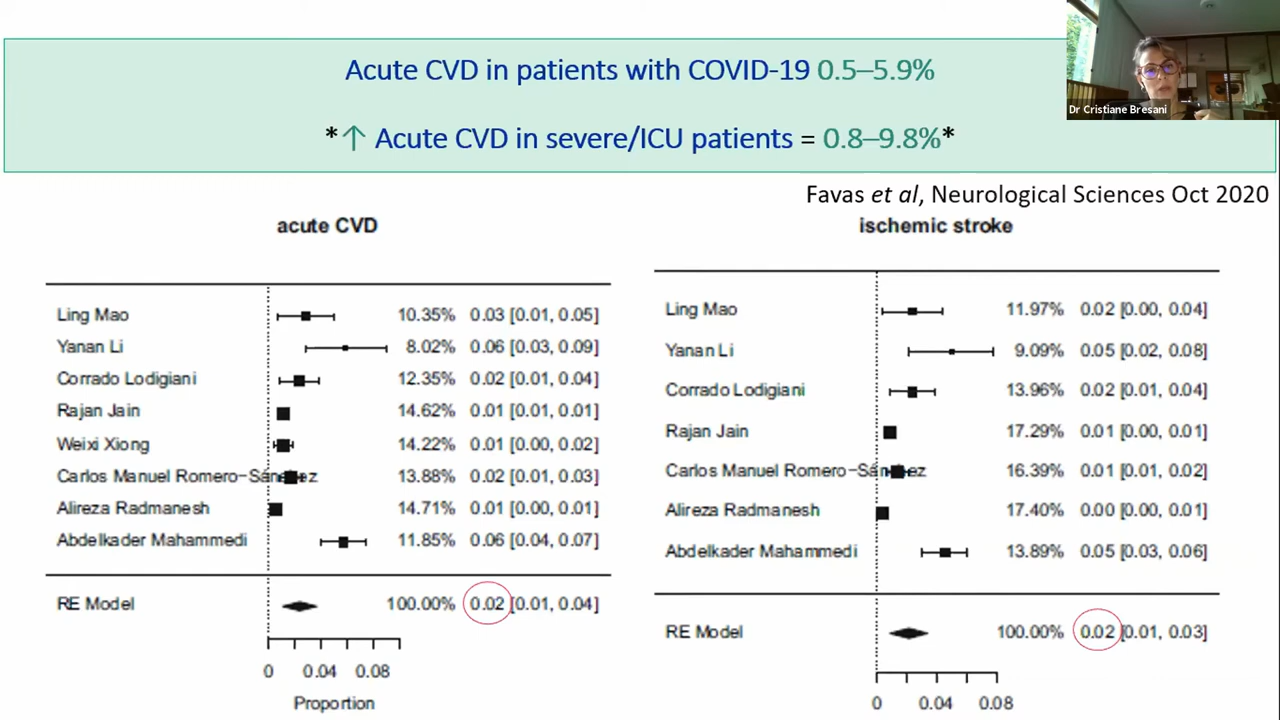 Acute CVD in patients with COVID-19 0.5–5.9%
Dr Cristiane Bresani
*↑ Acute CVD in severe/ICU patients = 0.8–9.8%*
Favas et al, Neurological Sciences Oct 2020
acute CVD
Ling Mao 10.35% 0.03 [0.01, 0.05]
Yanan Li 8.02% 0.06 [0.03, 0.09]
Corrado Lodigiani 12.35% 0.02 [0.01, 0.04]
Rajan Jain 14.62% 0.01 [0.01, 0.01]
Weixi Xiong 14.22% 0.01 [0.00, 0.02]
Carlos Manuel Romero−Sánchez 13.88% 0.02 [0.01, 0.03]
Alireza Radmanesh 14.71% 0.01 [0.00, 0.01]
Abdelkader Mahammedi 11.85% 0.06 [0.04, 0.07]
RE Model 100.00% 0.02 [0.01, 0.04]
0 0.04 0.08
Proportion
ischemic stroke
Ling Mao 11.97% 0.02 [0.00, 0.04]
Yanan Li 9.09% 0.05 [0.02, 0.08]
Corrado Lodigiani 13.96% 0.02 [0.01, 0.04]
Rajan Jain 17.29% 0.01 [0.00, 0.01]
Carlos Manuel Romero−Sánchez 16.39% 0.01 [0.01, 0.02]
Alireza Radmanesh 17.40% 0.00 [0.00, 0.01]
Abdelkader Mahammedi 13.89% 0.05 [0.03, 0.06]
RE Model 100.00% 0.02 [0.01, 0.03]
0 0.04 0.08